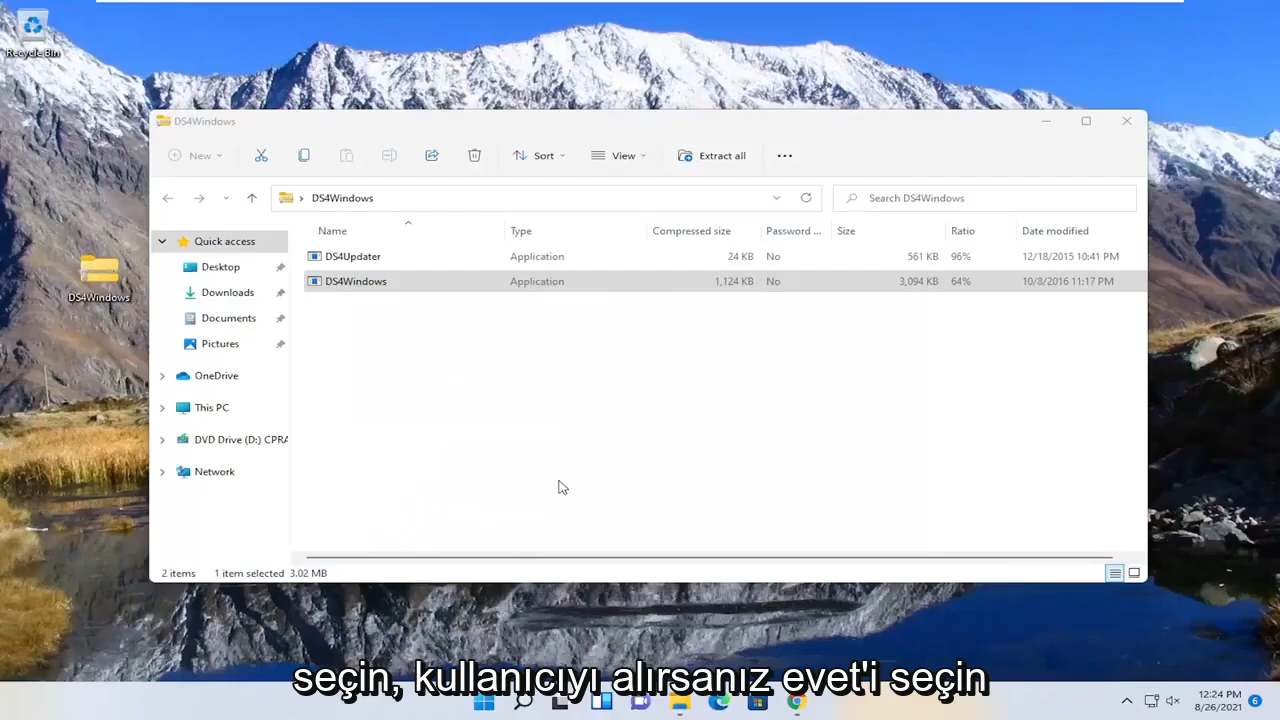 Recycle Bin
DS4Windows
DS4Windows
New
Sort
View
Extract all
DS4Windows
Search DS4Windows
Name Type Compressed size Password ... Size Ratio Date modified
DS4Updater Application 24 KB No 561 KB 96% 12/18/2015 10:41 PM
DS4Windows Application 1,124 KB No 3,094 KB 64% 10/8/2016 11:17 PM
Quick access
Desktop
Downloads
Documents
Pictures
OneDrive
This PC
DVD Drive (D:) CPRA
Network
2 items 1 item selected 3.02 MB
seçin, kullanıcıyı alırsanız evet'i seçin
12:24 PM
8/26/2021
6